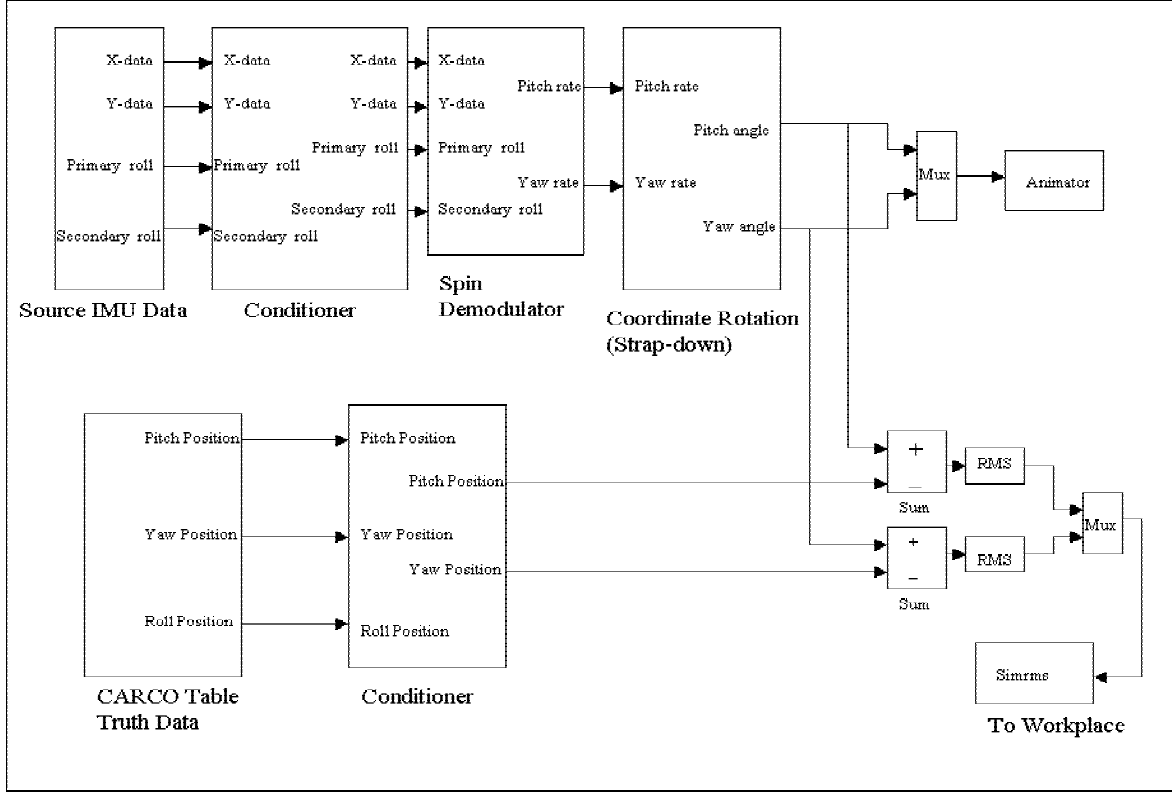 X-data
Y-data
Primary roll
Secondary roll
Source IMU Data
X-data
Y-data
Primary roll
Secondary roll
X-data
Y-data
Primary roll
Secondary roll
Conditioner
X-data
Y-data
Primary roll
Secondary roll
Pitch rate
Yaw rate
Spin
Demodulator
Pitch rate
Yaw rate
Pitch angle
Yaw angle
Coordinate Rotation
(Strap-down)
Mux
Animator
Pitch Position
Yaw Position
Roll Position
CARCO Table
Truth Data
Pitch Position
Yaw Position
Roll Position
Pitch Position
Yaw Position
Conditioner
+
−
Sum
RMS
+
−
Sum
RMS
Mux
Simrms
To Workplace